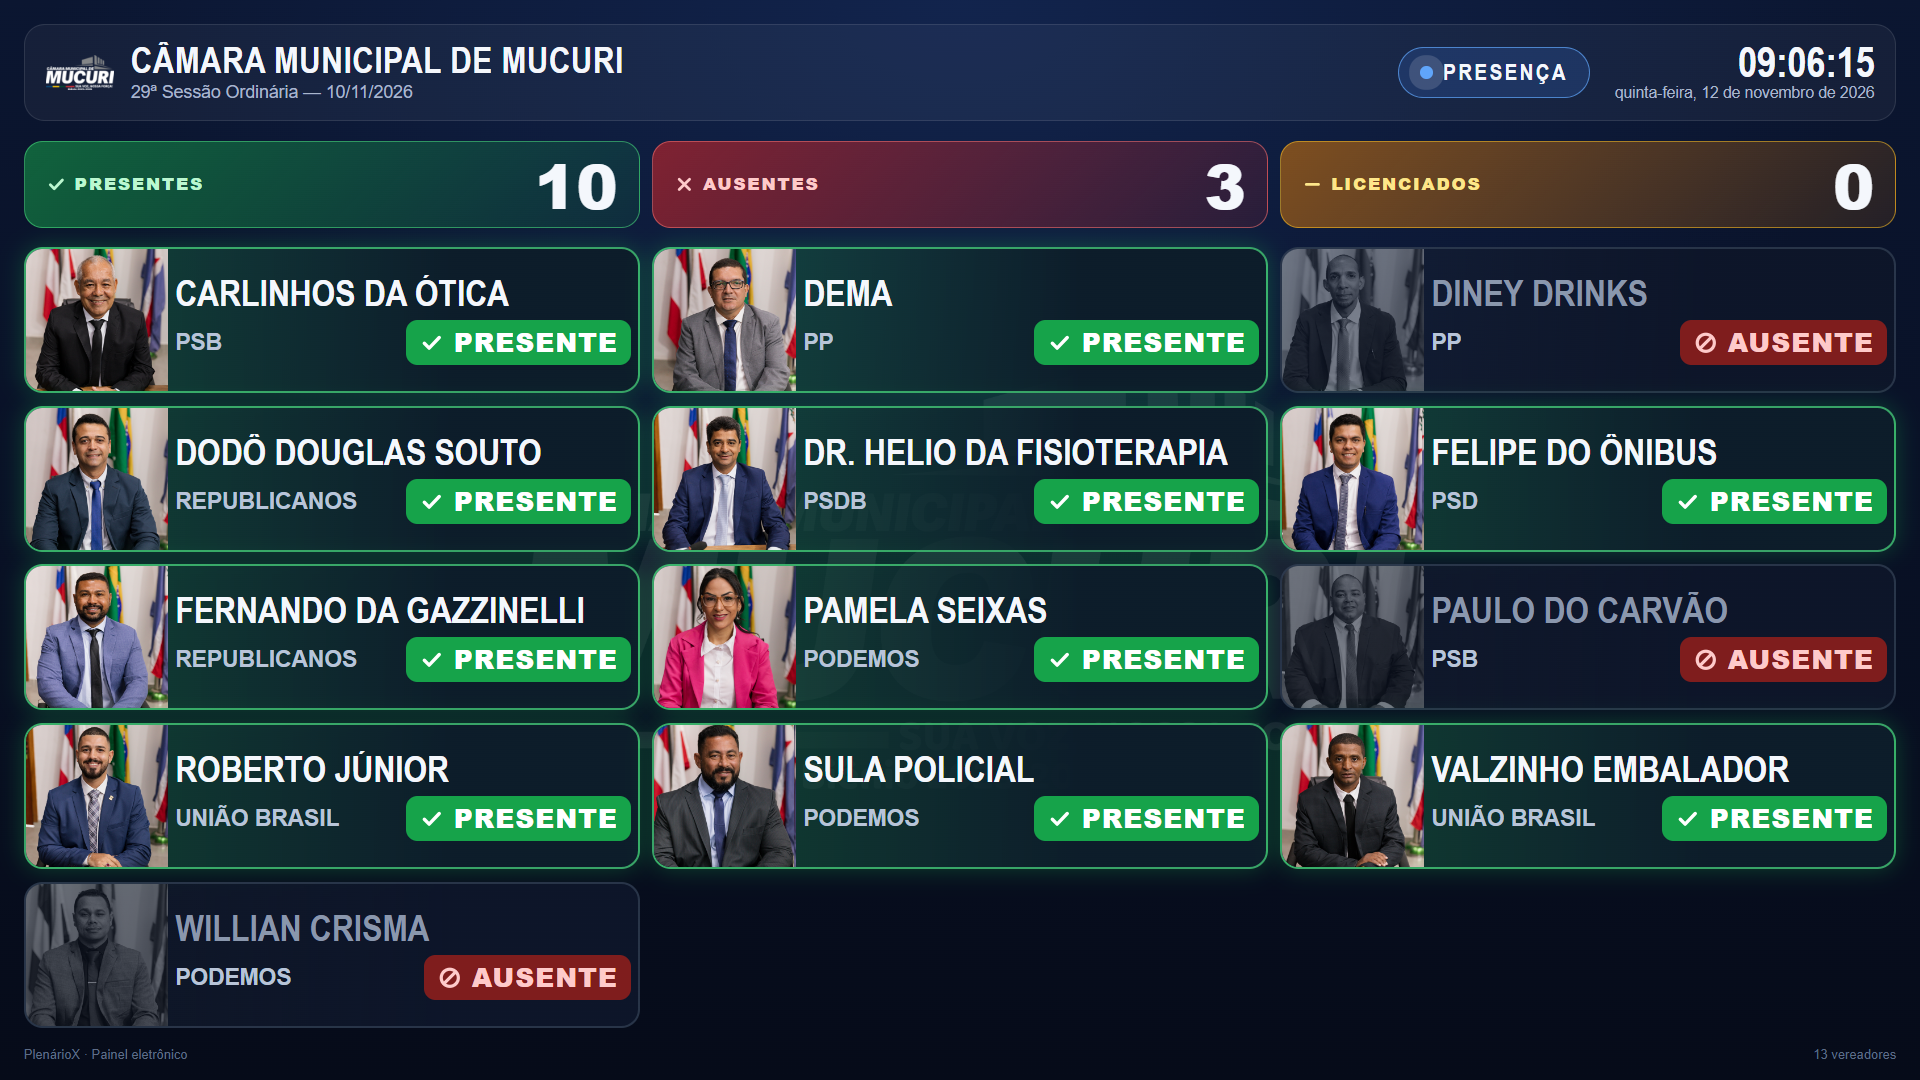 CÂMARA MUNICIPAL DE MUCURI
29ª Sessão Ordinária — 10/11/2026
MUCURI
PRESENÇA
09:06:15
quinta-feira, 12 de novembro de 2026
PRESENTES 10
AUSENTES 3
LICENCIADOS 0
CARLINHOS DA ÓTICA
PSB
PRESENTE
DEMA
PP
PRESENTE
DINEY DRINKS
PP
AUSENTE
DODÔ DOUGLAS SOUTO
REPUBLICANOS
PRESENTE
DR. HELIO DA FISIOTERAPIA
PSDB
PRESENTE
FELIPE DO ÔNIBUS
PSD
PRESENTE
FERNANDO DA GAZZINELLI
REPUBLICANOS
PRESENTE
PAMELA SEIXAS
PODEMOS
PRESENTE
PAULO DO CARVÃO
PSB
AUSENTE
ROBERTO JÚNIOR
UNIÃO BRASIL
PRESENTE
SULA POLICIAL
PODEMOS
PRESENTE
VALZINHO EMBALADOR
UNIÃO BRASIL
PRESENTE
WILLIAN CRISMA
PODEMOS
AUSENTE
PlenárioX · Painel eletrônico
13 vereadores